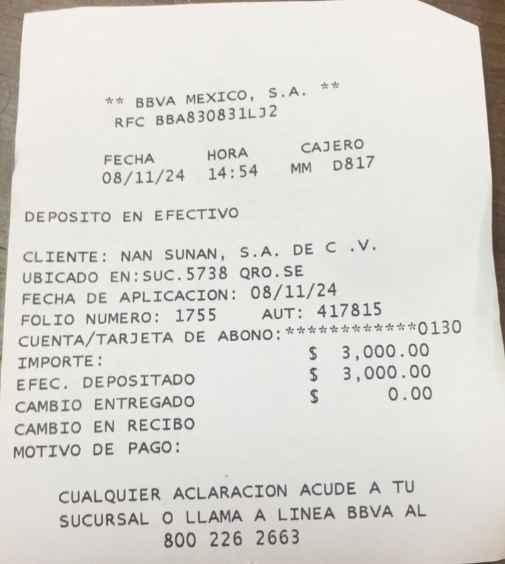 ** BBVA MEXICO, S.A. **
RFC BBA830831LJ2
FECHA HORA CAJERO
08/11/24 14:54 MM D817
DEPOSITO EN EFECTIVO
CLIENTE: NAN SUNAN, S.A. DE C .V.
UBICADO EN:SUC.5738 QRO.SE
FECHA DE APLICACION: 08/11/24
FOLIO NUMERO: 1755 AUT: 417815
CUENTA/TARJETA DE ABONO:************0130
IMPORTE: $ 3,000.00
EFEC. DEPOSITADO $ 3,000.00
CAMBIO ENTREGADO $ 0.00
CAMBIO EN RECIBO
MOTIVO DE PAGO:
CUALQUIER ACLARACION ACUDE A TU
SUCURSAL O LLAMA A LINEA BBVA AL
800 226 2663